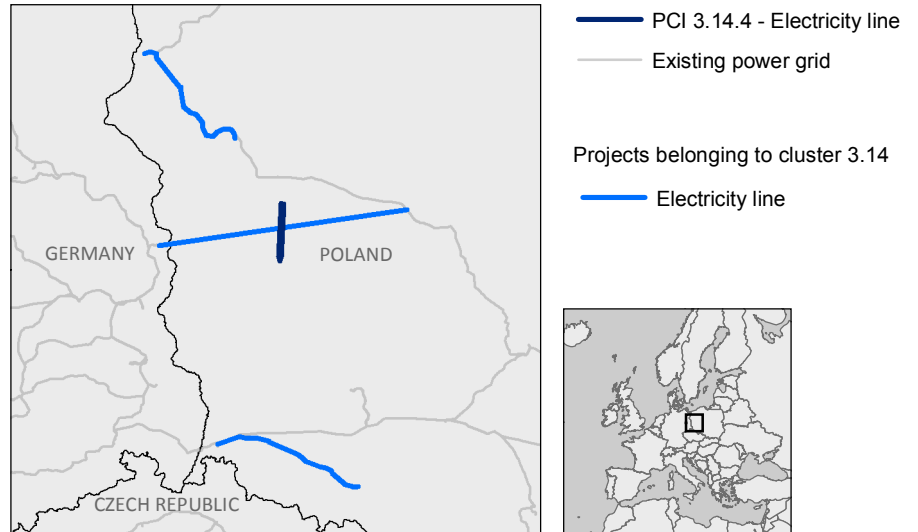 PCI 3.14.4 - Electricity line
Existing power grid
Projects belonging to cluster 3.14
Electricity line
GERMANY
POLAND
CZECH REPUBLIC